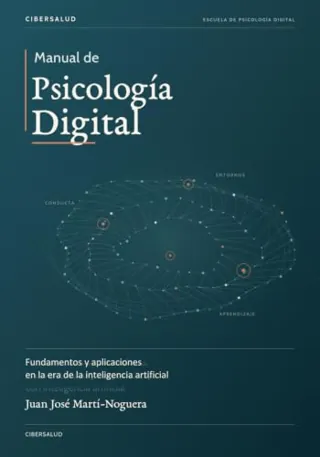 CIBERSALUD
ESCUELA DE PSICOLOGÍA DIGITAL
Manual de
Psicología
Digital
ENTORNOS
CONDUCTA
APRENDIZAJE
Fundamentos y aplicaciones
en la era de la inteligencia artificial
Juan José Martí-Noguera
CIBERSALUD